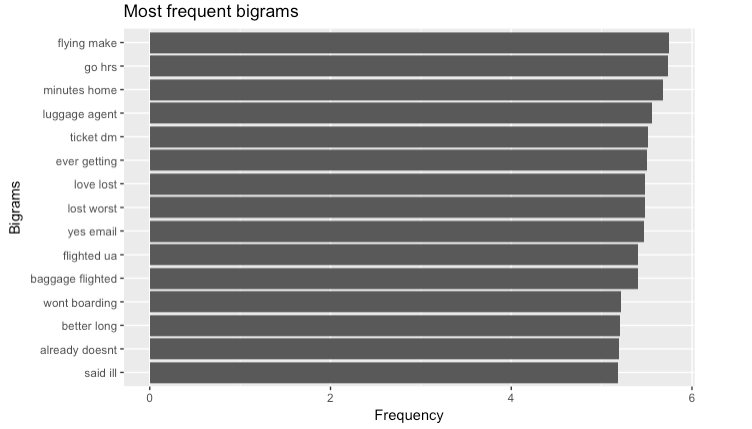 Most frequent bigrams
flying make
go hrs
minutes home
luggage agent
ticket dm
ever getting
love lost
lost worst
yes email
flighted ua
baggage flighted
wont boarding
better long
already doesnt
said ill
Bigrams
0 2 4 6
Frequency